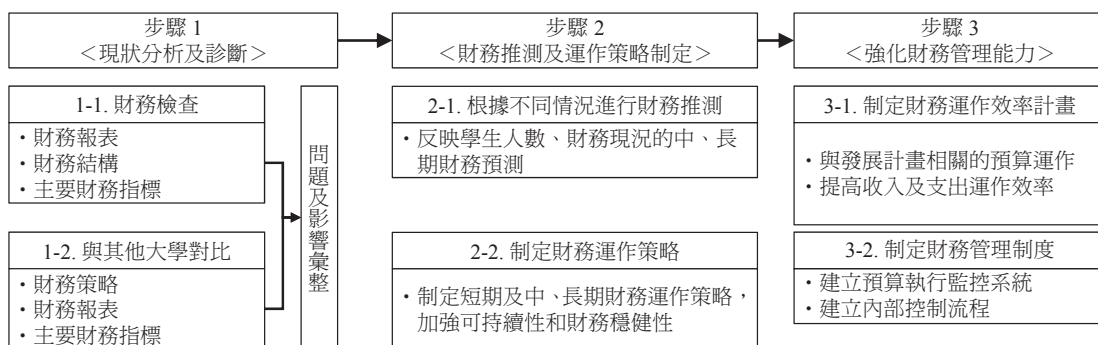 步驟 1
＜現狀分析及診斷＞
步驟 2
＜財務推測及運作策略制定＞
步驟 3
＜強化財務管理能力＞
1-1. 財務檢查
・財務報表
・財務結構
・主要財務指標
1-2. 與其他大學對比
・財務策略
・財務報表
・主要財務指標
問題及影響彙整
2-1. 根據不同情況進行財務推測
・反映學生人數、財務現況的中、長
期財務預測
2-2. 制定財務運作策略
・制定短期及中、長期財務運作策略，
加強可持續性和財務穩健性
3-1. 制定財務運作效率計畫
・與發展計畫相關的預算運作
・提高收入及支出運作效率
3-2. 制定財務管理制度
・建立預算執行監控系統
・建立內部控制流程